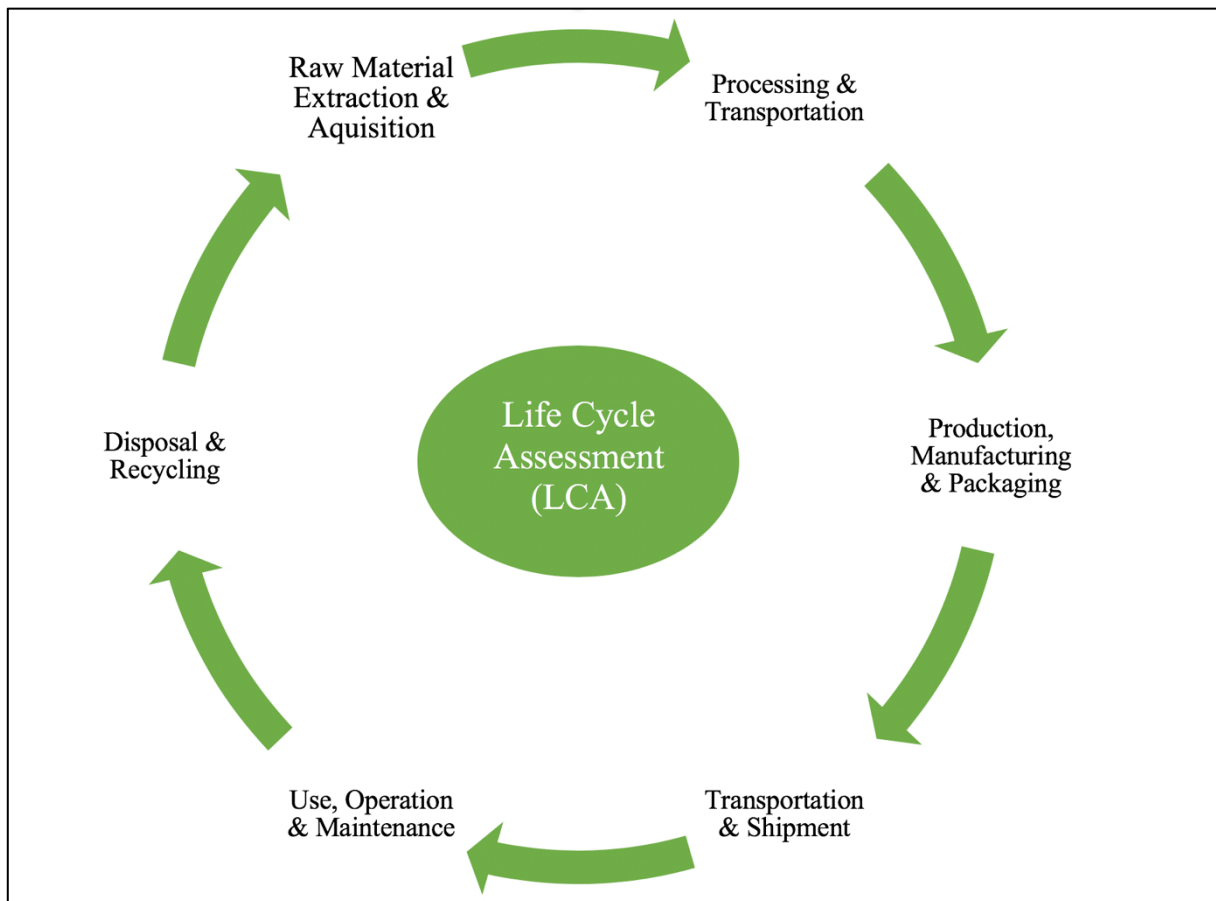 Raw Material
Extraction &
Aquisition
Processing &
Transportation
Production,
Manufacturing
& Packaging
Transportation
& Shipment
Use, Operation
& Maintenance
Disposal &
Recycling
Life Cycle
Assessment
(LCA)